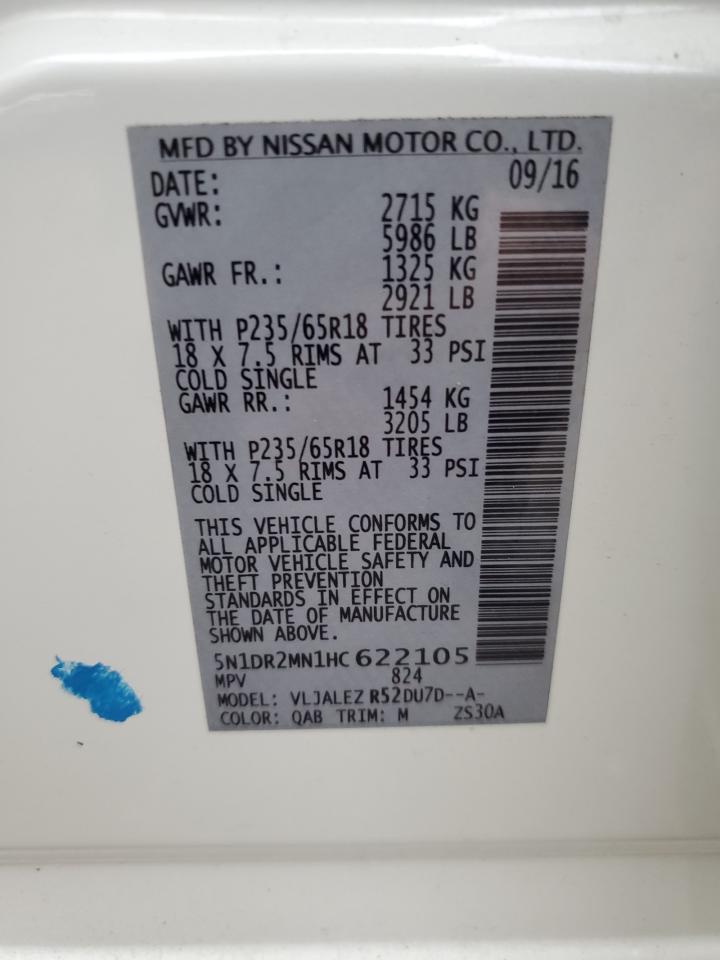 MFD BY NISSAN MOTOR CO., LTD.
DATE: 09/16
GVWR: 2715 KG
5986 LB
GAWR FR.: 1325 KG
2921 LB
WITH P235/65R18 TIRES
18 X 7.5 RIMS AT 33 PSI
COLD SINGLE
GAWR RR.: 1454 KG
3205 LB
WITH P235/65R18 TIRES
18 X 7.5 RIMS AT 33 PSI
COLD SINGLE
THIS VEHICLE CONFORMS TO
ALL APPLICABLE FEDERAL
MOTOR VEHICLE SAFETY AND
THEFT PREVENTION
STANDARDS IN EFFECT ON
THE DATE OF MANUFACTURE
SHOWN ABOVE.
5N1DR2MN1HC 622105
MPV 824
MODEL: VLJALEZ R52DU7D--A-
COLOR: QAB TRIM: M ZS30A